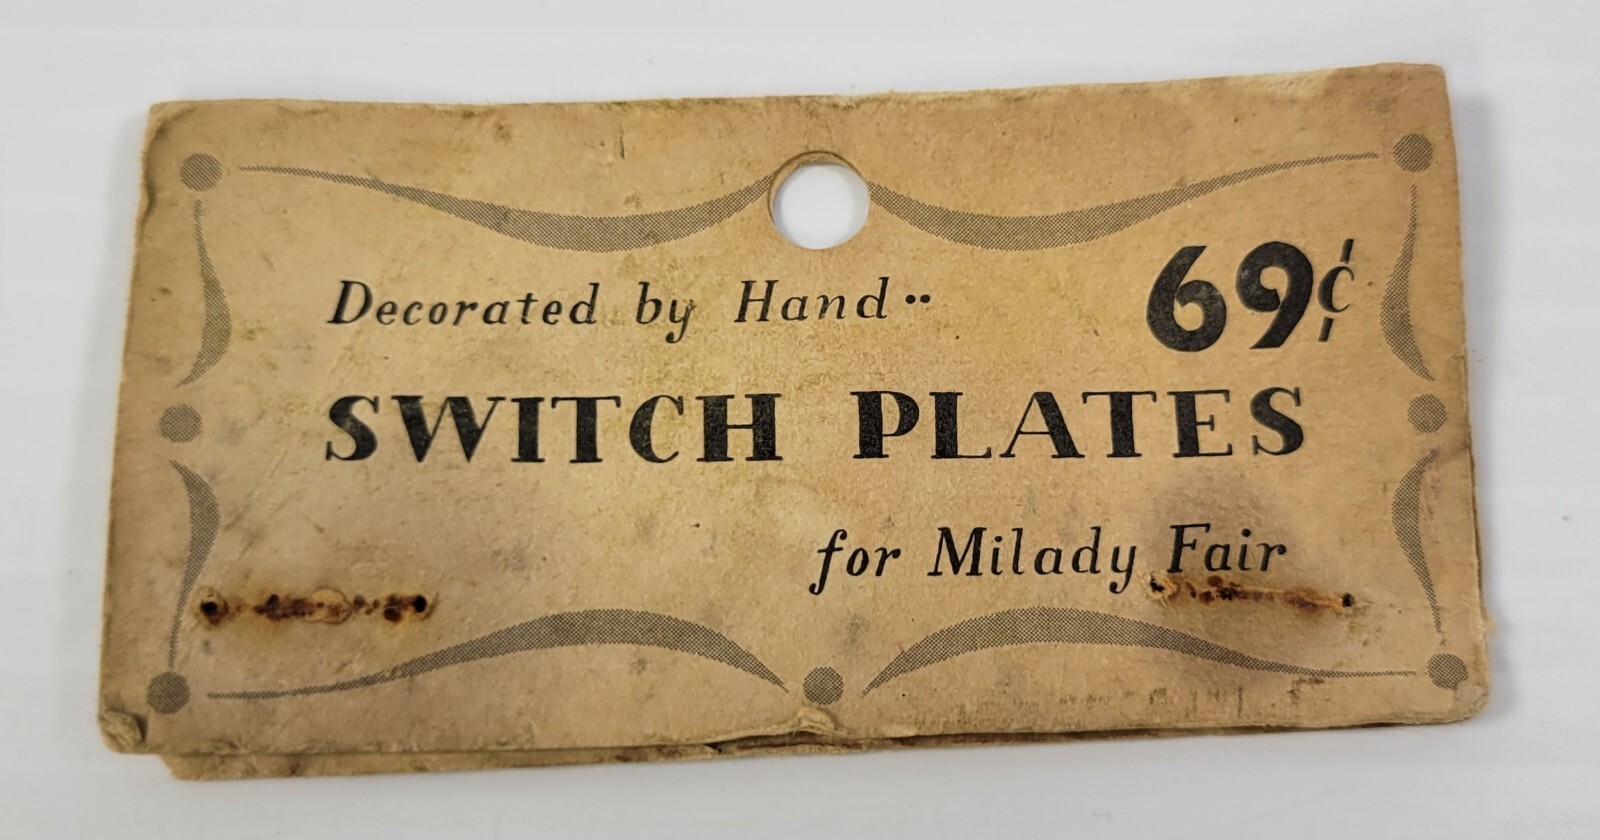 Decorated by Hand··
69¢
SWITCH PLATES
for Milady Fair